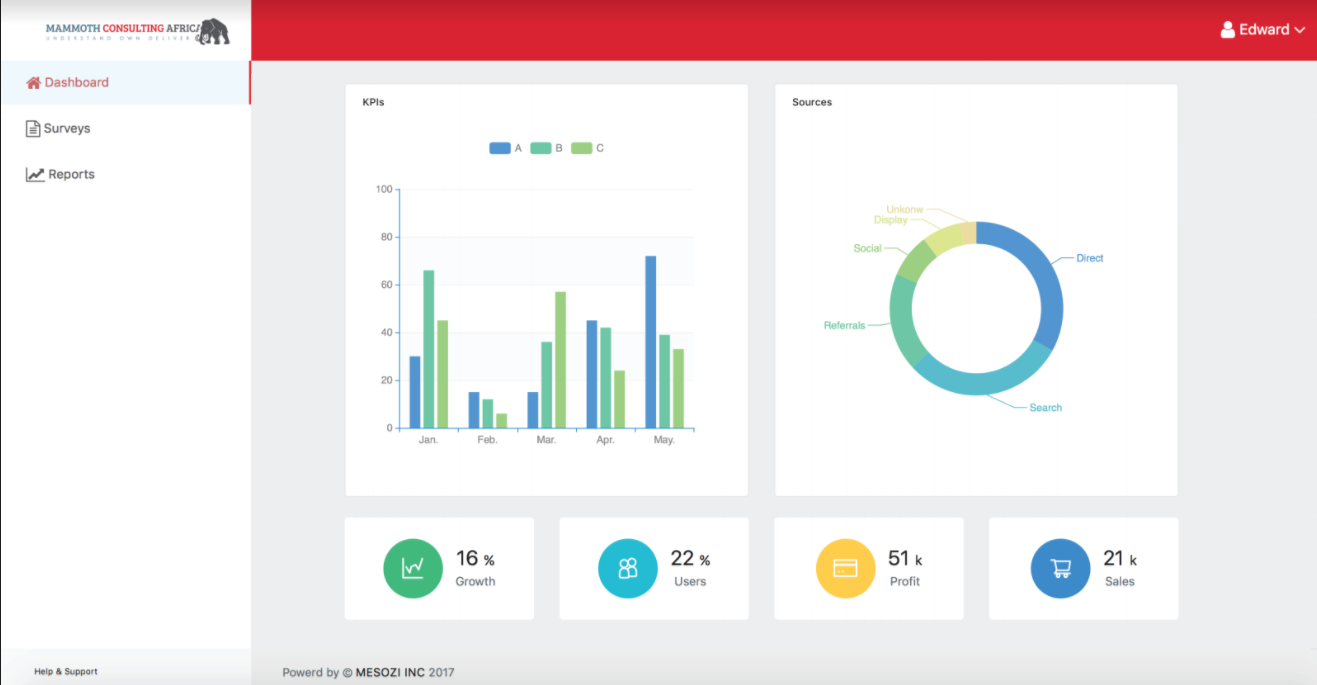 MAMMOTH CONSULTING AFRICA
UNDERSTAND OWN DELIVER
Edward
Dashboard
Surveys
Reports
KPIs
A B C
100
80
60
40
20
0
Jan. Feb. Mar. Apr. May.
Sources
Unkonw
Display
Social
Direct
Referrals
Search
16 %
Growth
22 %
Users
51 k
Profit
21 k
Sales
Help & Support
Powerd by © MESOZI INC 2017